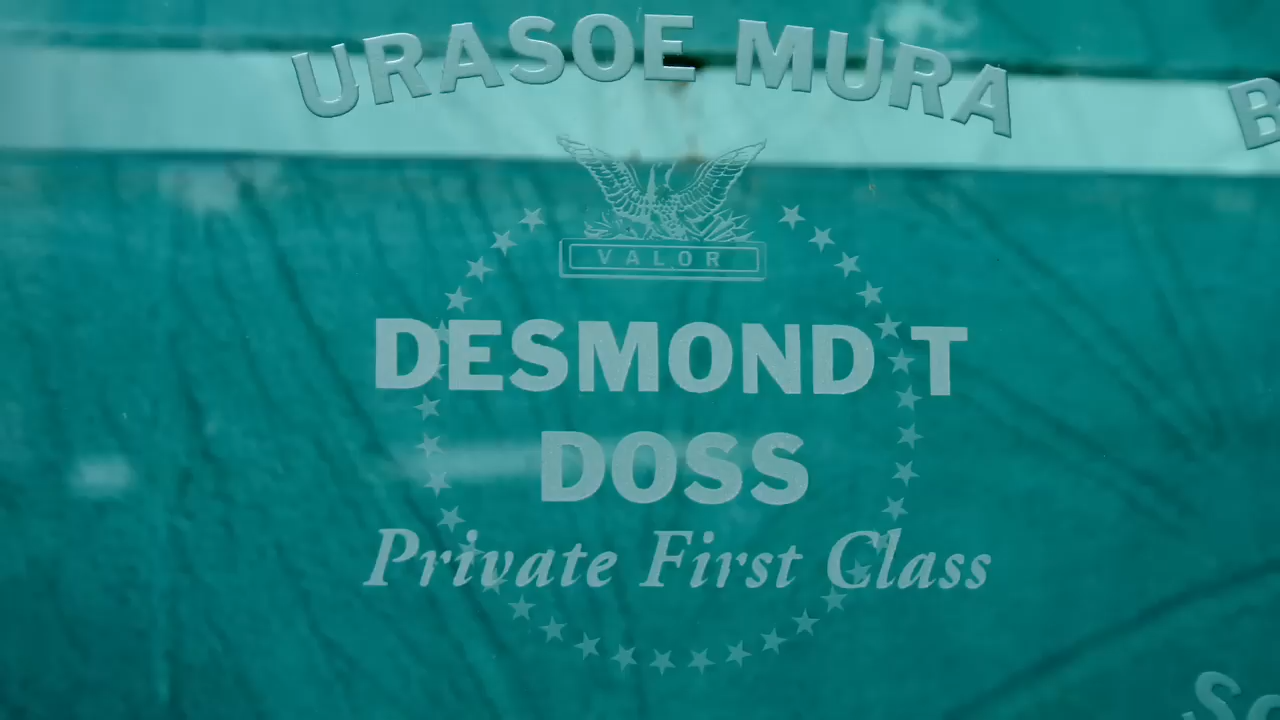 URASOE MURA
VALOR
DESMOND T
DOSS
Private First Class